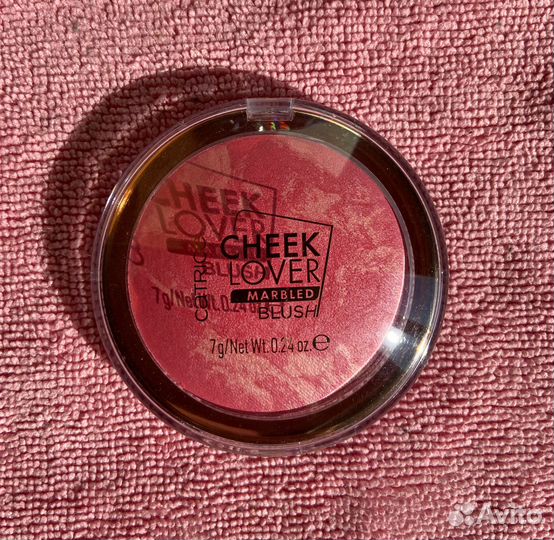 CATRICE
CHEEK
LOVER
MARBLED
BLUSH
7g/Net Wt. 0.24 oz. ℮
Avito